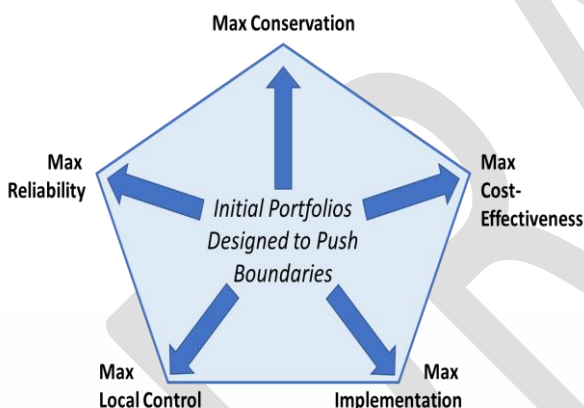 Max Conservation
Max
Reliability
Max
Cost-
Effectiveness
Initial Portfolios
Designed to Push
Boundaries
Max
Local Control
Max
Implementation